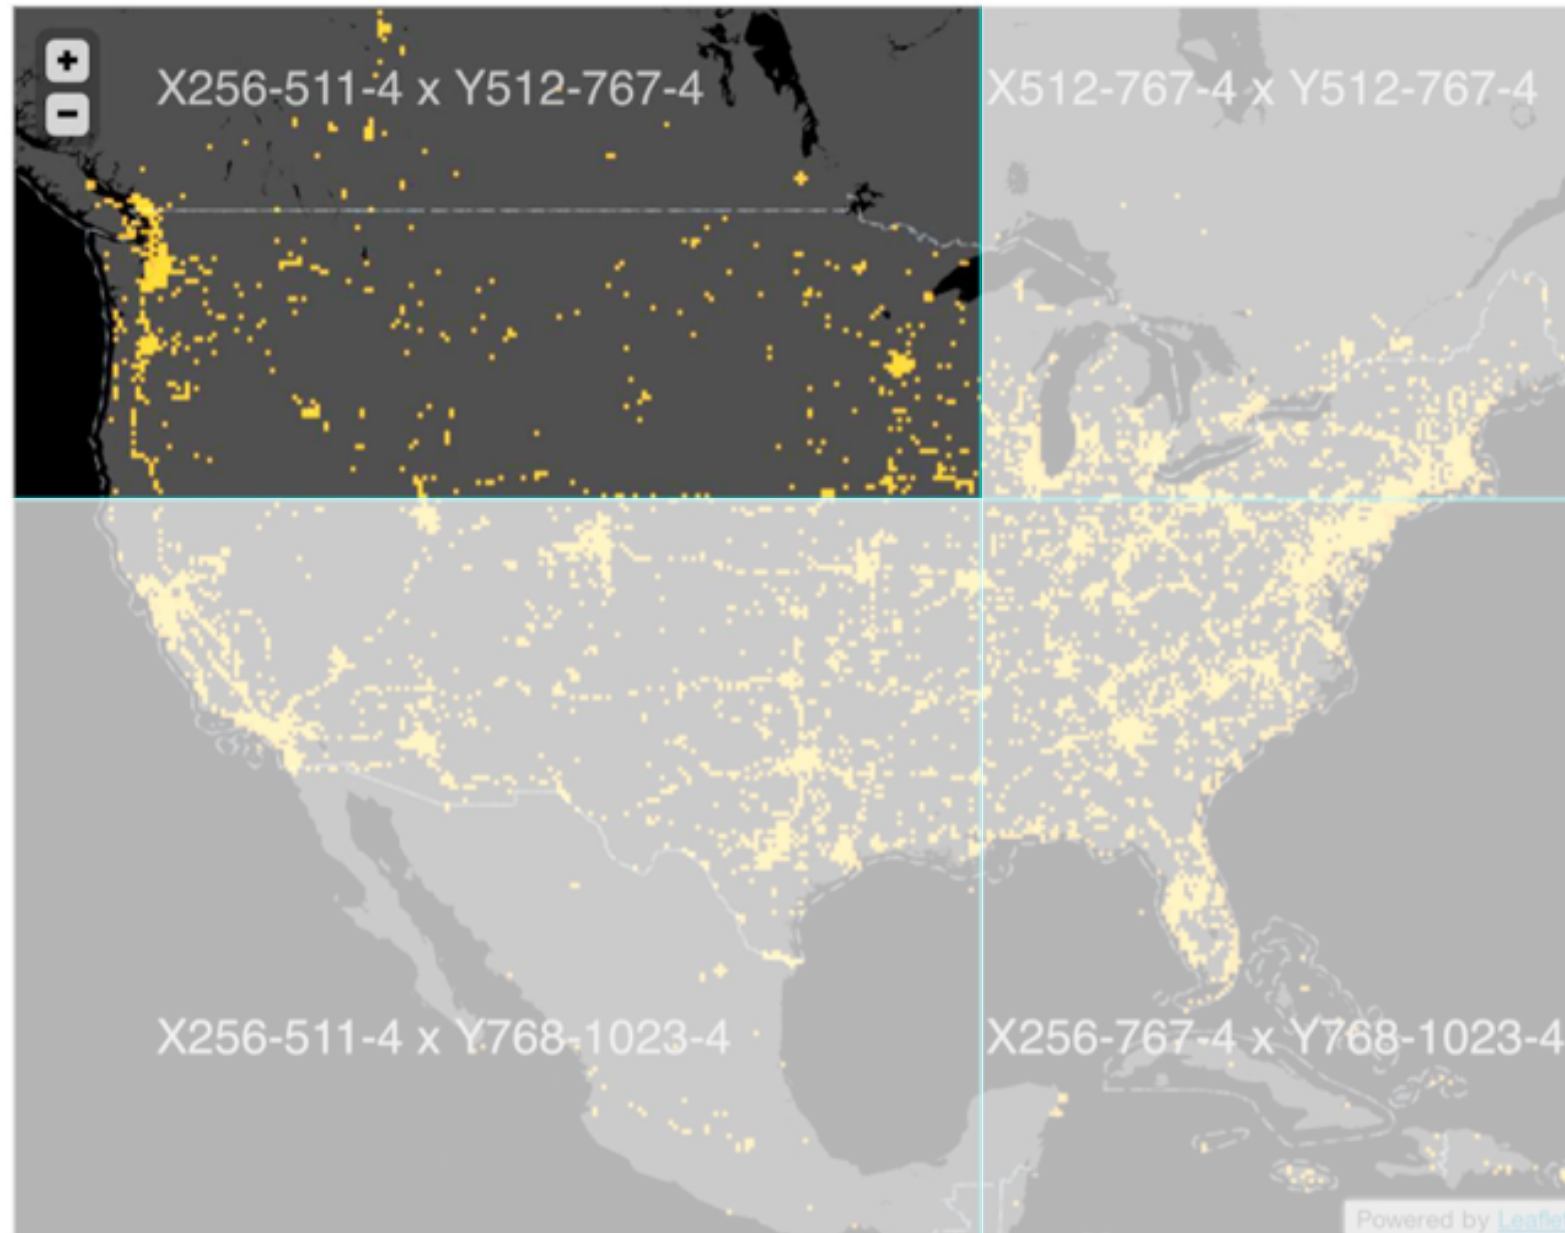 +
−
X256-511-4 x Y512-767-4
X512-767-4 x Y512-767-4
X256-511-4 x Y768-1023-4
X256-767-4 x Y768-1023-4
Powered by Leafle